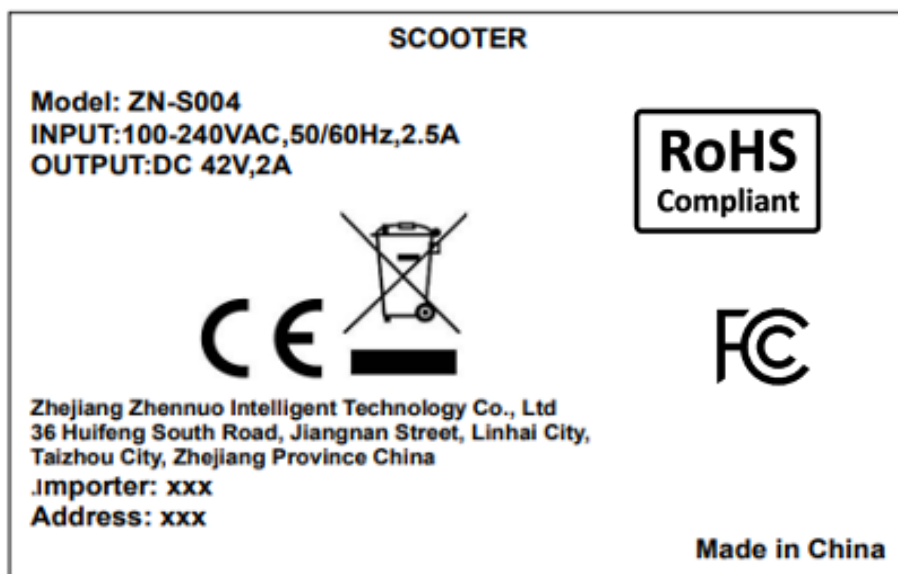 SCOOTER
Model: ZN-S004
INPUT:100-240VAC,50/60Hz,2.5A
OUTPUT:DC 42V,2A
RoHS
Compliant
CE
FC
Zhejiang Zhennuo Intelligent Technology Co., Ltd
36 Huifeng South Road, Jiangnan Street, Linhai City,
Taizhou City, Zhejiang Province China
.Importer: xxx
Address: xxx
Made in China